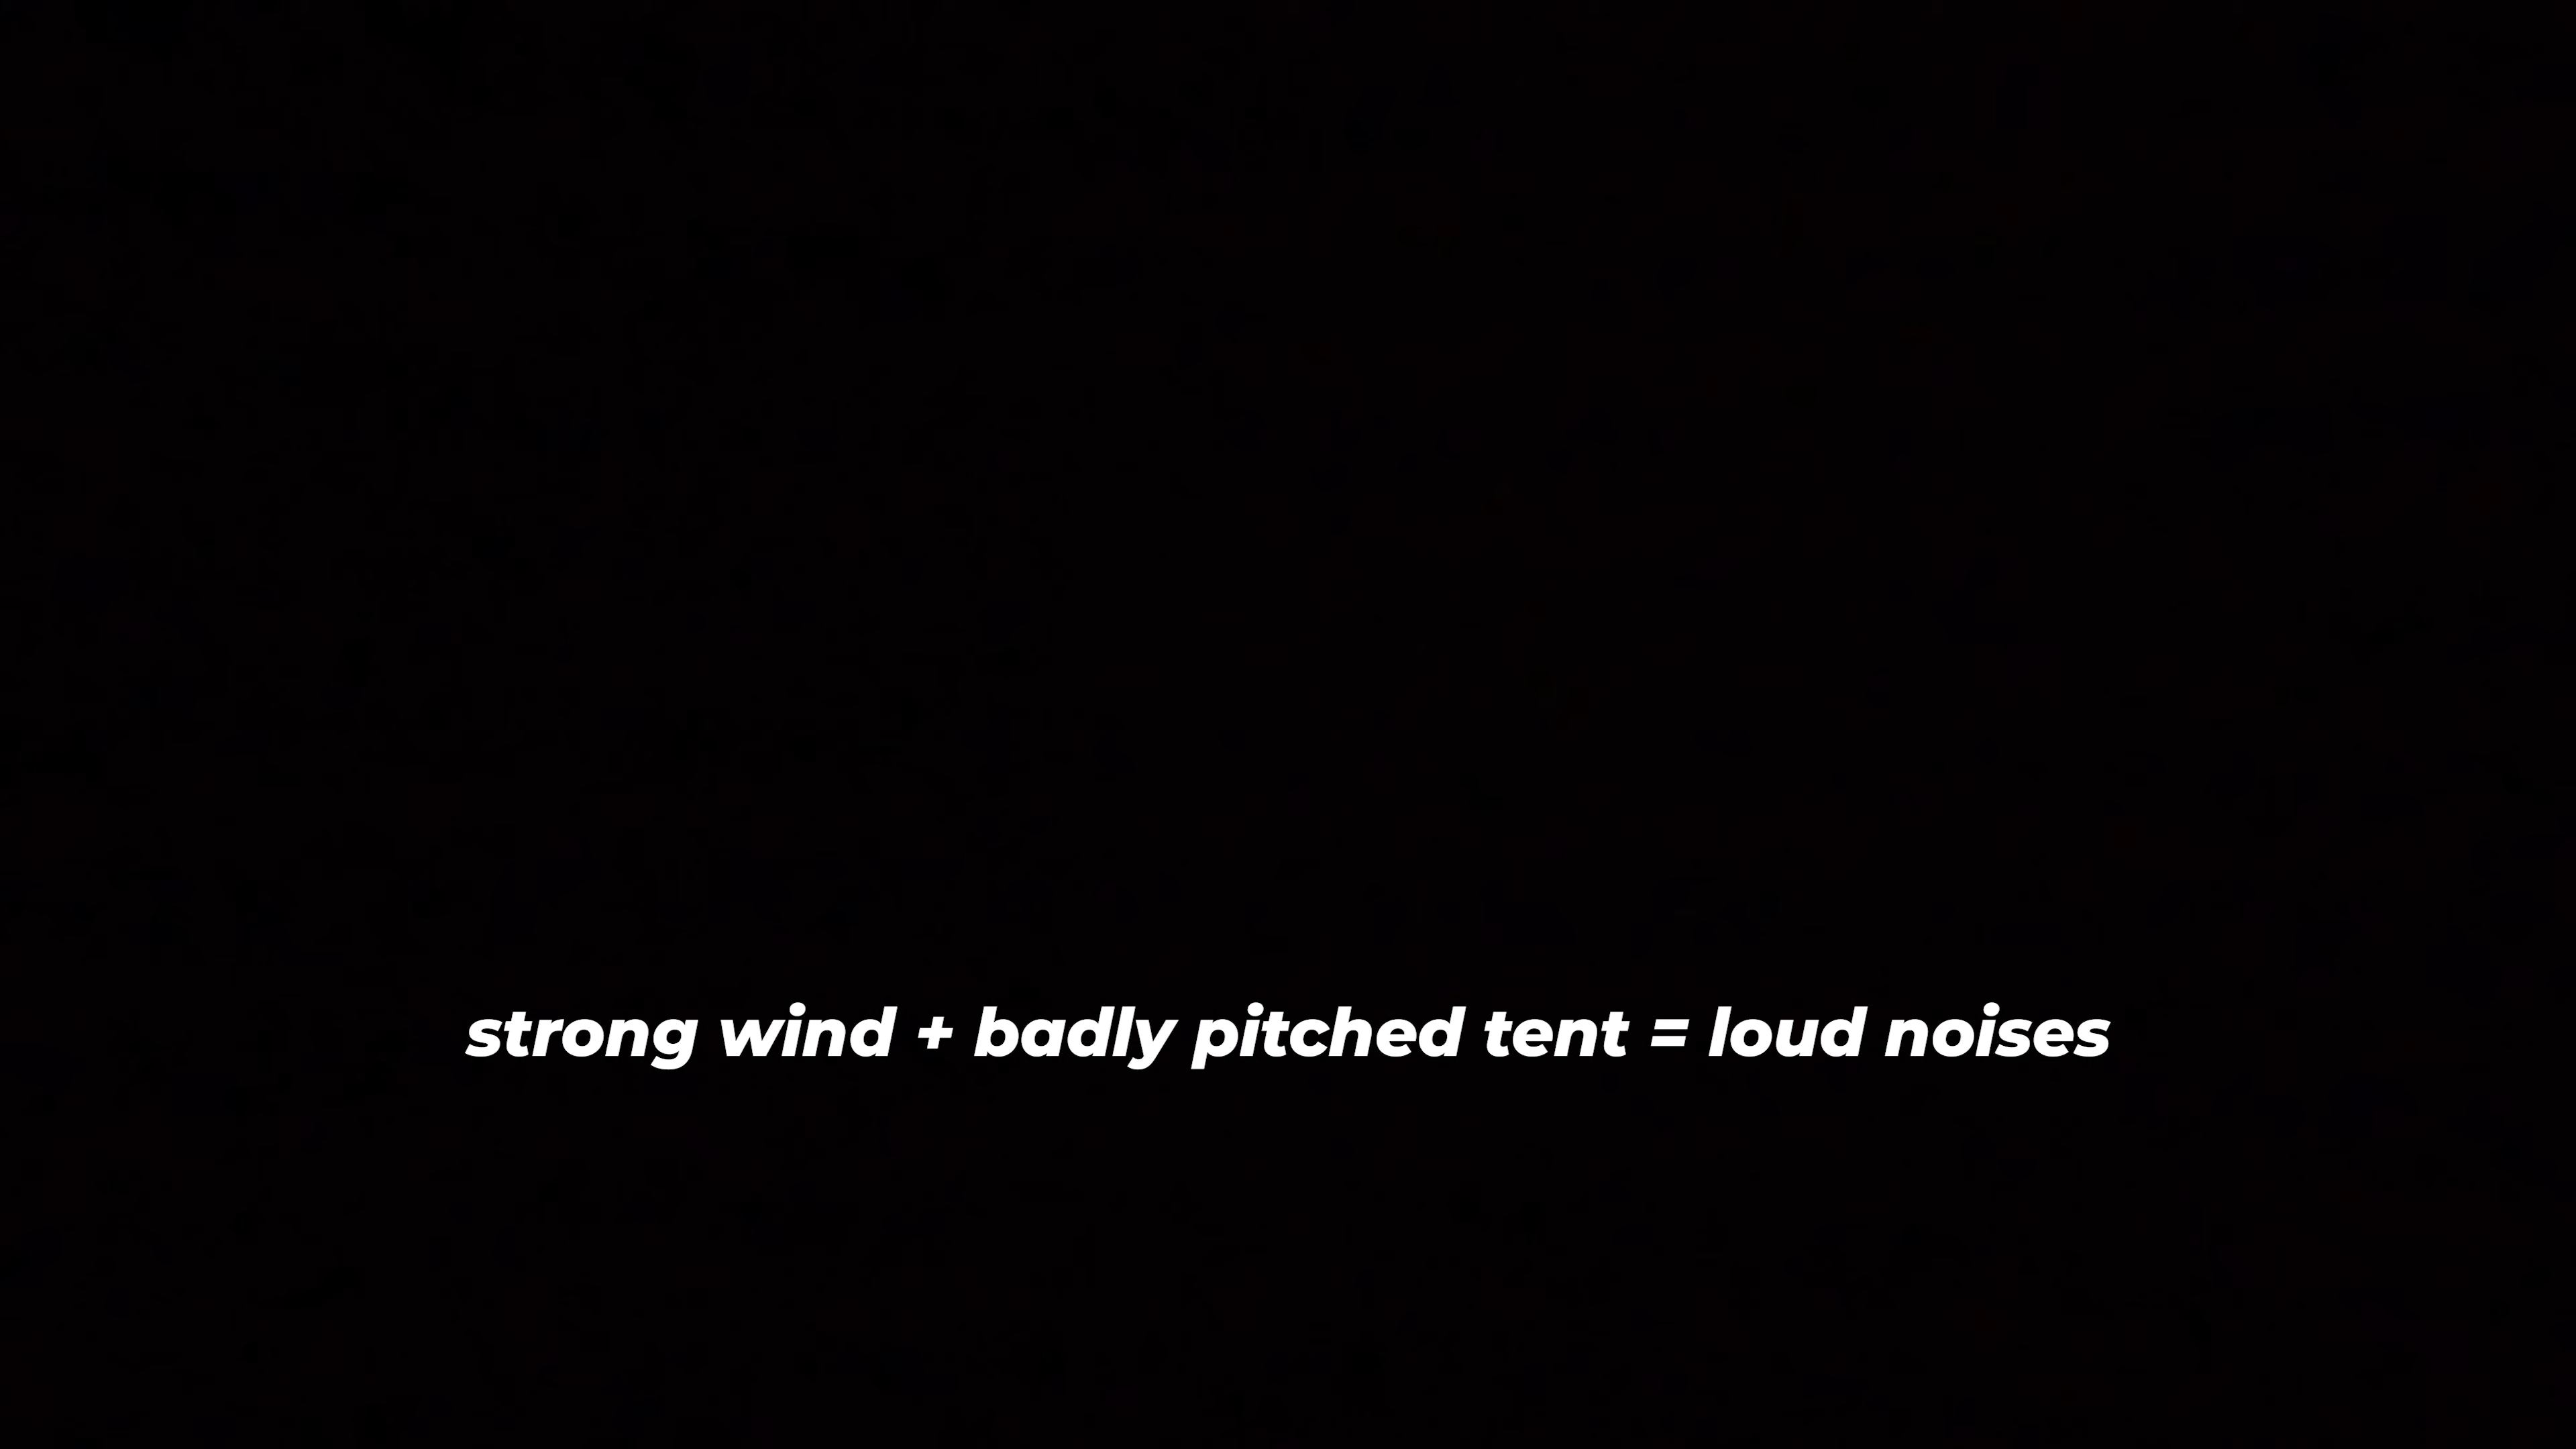 strong wind + badly pitched tent = loud noises